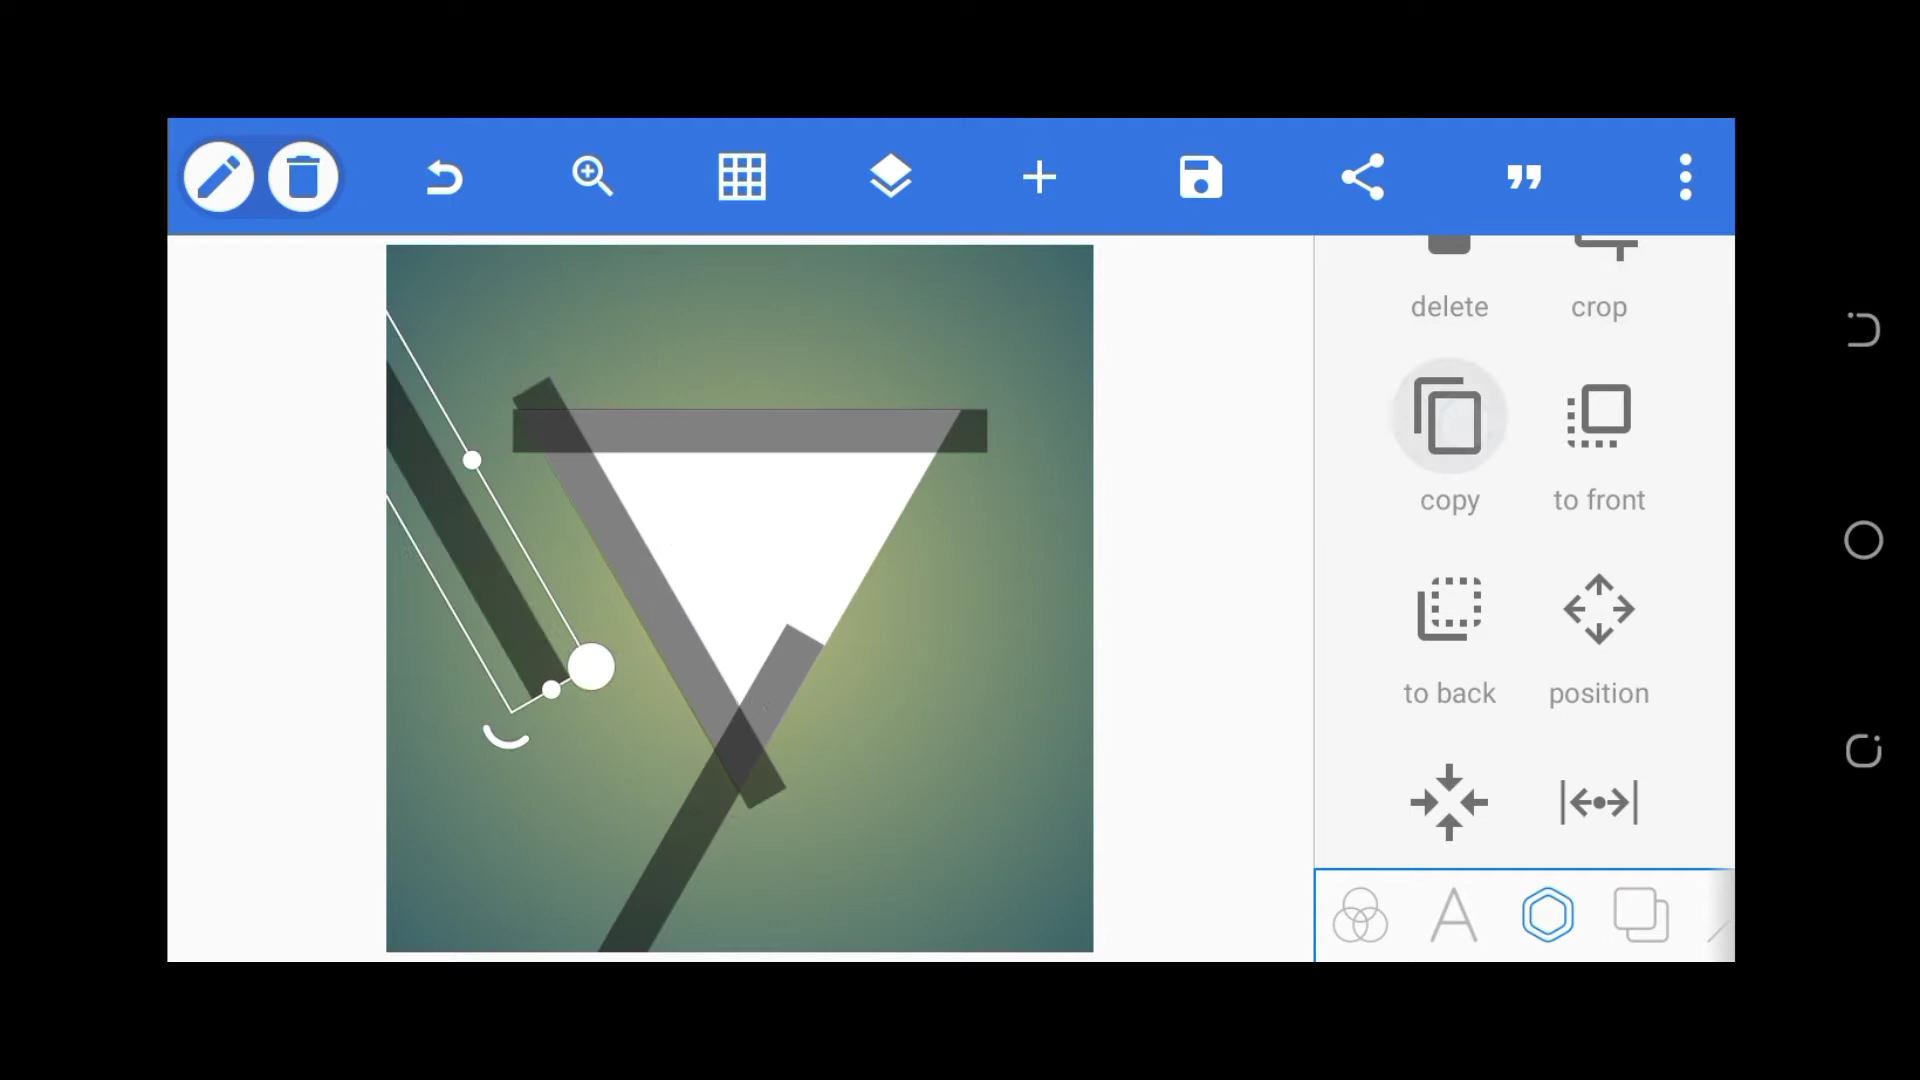 delete
crop
copy
to front
to back
position